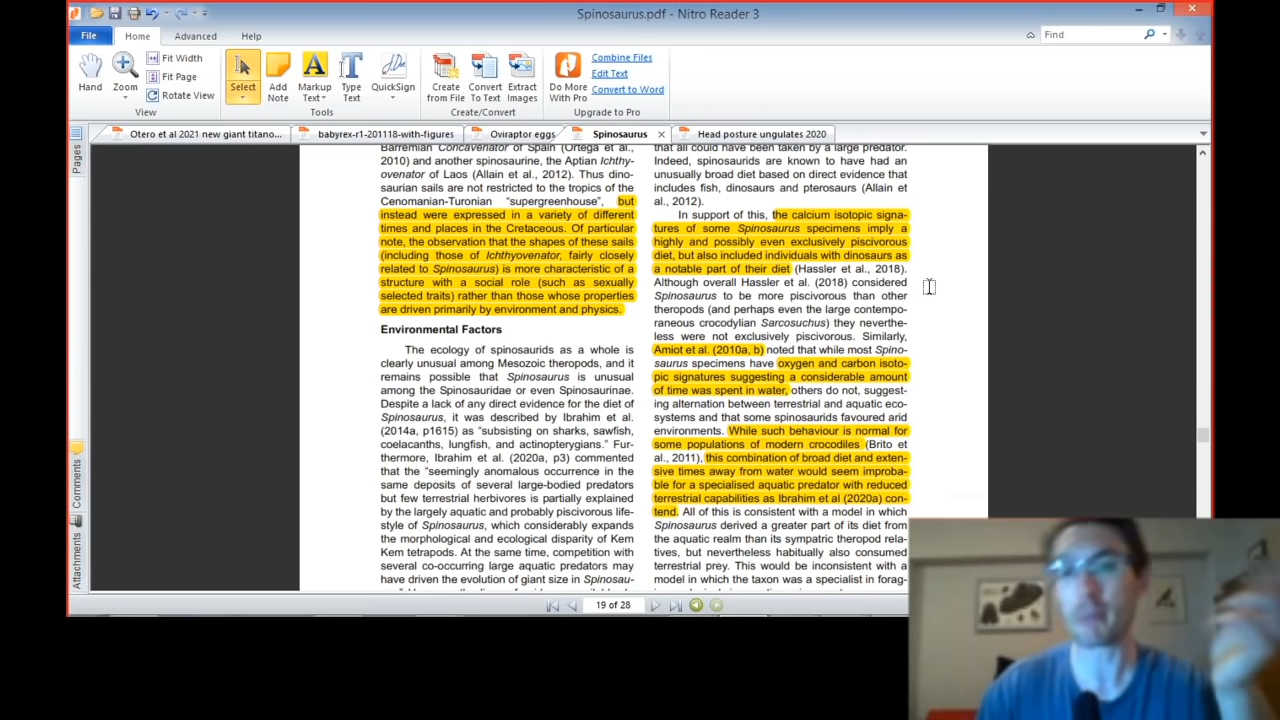 Spinosaurus.pdf - Nitro Reader 3
File Home Advanced Help
Find
Hand
Zoom
Fit Width
Fit Page
Rotate View
View
Select
Add Note
Markup Text
Type Text
QuickSign
Tools
Create from File
Convert To Text
Extract Images
Create/Convert
Do More With Pro
Combine Files
Edit Text
Convert to Word
Upgrade to Pro
Otero et al 2021 new giant titano...
babyrex-r1-201118-with-figures
Oviraptor eggs
Spinosaurus
Head posture ungulates 2020
Pages
Comments
Attachments
Barremian Concavenator of Spain (Ortega et al.,
2010) and another spinosaurine, the Aptian Ichthy-
ovenator of Laos (Allain et al., 2012). Thus dino-
saurian sails are not restricted to the tropics of the
Cenomanian-Turonian “supergreenhouse”, but
instead were expressed in a variety of different
times and places in the Cretaceous. Of particular
note, the observation that the shapes of these sails
(including those of Ichthyovenator, fairly closely
related to Spinosaurus) is more characteristic of a
structure with a social role (such as sexually
selected traits) rather than those whose properties
are driven primarily by environment and physics.
Environmental Factors
The ecology of spinosaurids as a whole is
clearly unusual among Mesozoic theropods, and it
remains possible that Spinosaurus is unusual
among the Spinosauridae or even Spinosaurinae.
Despite a lack of any direct evidence for the diet of
Spinosaurus, it was described by Ibrahim et al.
(2014a, p1615) as “subsisting on sharks, sawfish,
coelacanths, lungfish, and actinopterygians.” Fur-
thermore, Ibrahim et al. (2020a, p3) commented
that the “seemingly anomalous occurrence in the
same deposits of several large-bodied predators
but few terrestrial herbivores is partially explained
by the largely aquatic and probably piscivorous life-
style of Spinosaurus, which considerably expands
the morphological and ecological disparity of Kem
Kem tetrapods. At the same time, competition with
several co-occurring large aquatic predators may
have driven the evolution of giant size in Spinosau-
that all could have been taken by a large predator.
Indeed, spinosaurids are known to have had an
unusually broad diet based on direct evidence that
includes fish, dinosaurs and pterosaurs (Allain et
al., 2012).
In support of this, the calcium isotopic signa-
tures of some Spinosaurus specimens imply a
highly and possibly even exclusively piscivorous
diet, but also included individuals with dinosaurs as
a notable part of their diet (Hassler et al., 2018).
Although overall Hassler et al. (2018) considered
Spinosaurus to be more piscivorous than other
theropods (and perhaps even the large contempo-
raneous crocodylian Sarcosuchus) they neverthe-
less were not exclusively piscivorous. Similarly,
Amiot et al. (2010a, b) noted that while most Spino-
saurus specimens have oxygen and carbon isoto-
pic signatures suggesting a considerable amount
of time was spent in water, others do not, suggest-
ing alternation between terrestrial and aquatic eco-
systems and that some spinosaurids favoured arid
environments. While such behaviour is normal for
some populations of modern crocodiles (Brito et
al., 2011), this combination of broad diet and exten-
sive times away from water would seem improba-
ble for a specialised aquatic predator with reduced
terrestrial capabilities as Ibrahim et al (2020a) con-
tend. All of this is consistent with a model in which
Spinosaurus derived a greater part of its diet from
the aquatic realm than its sympatric theropod rela-
tives, but nevertheless habitually also consumed
terrestrial prey. This would be inconsistent with a
model in which the taxon was a specialist in forag-
19 of 28